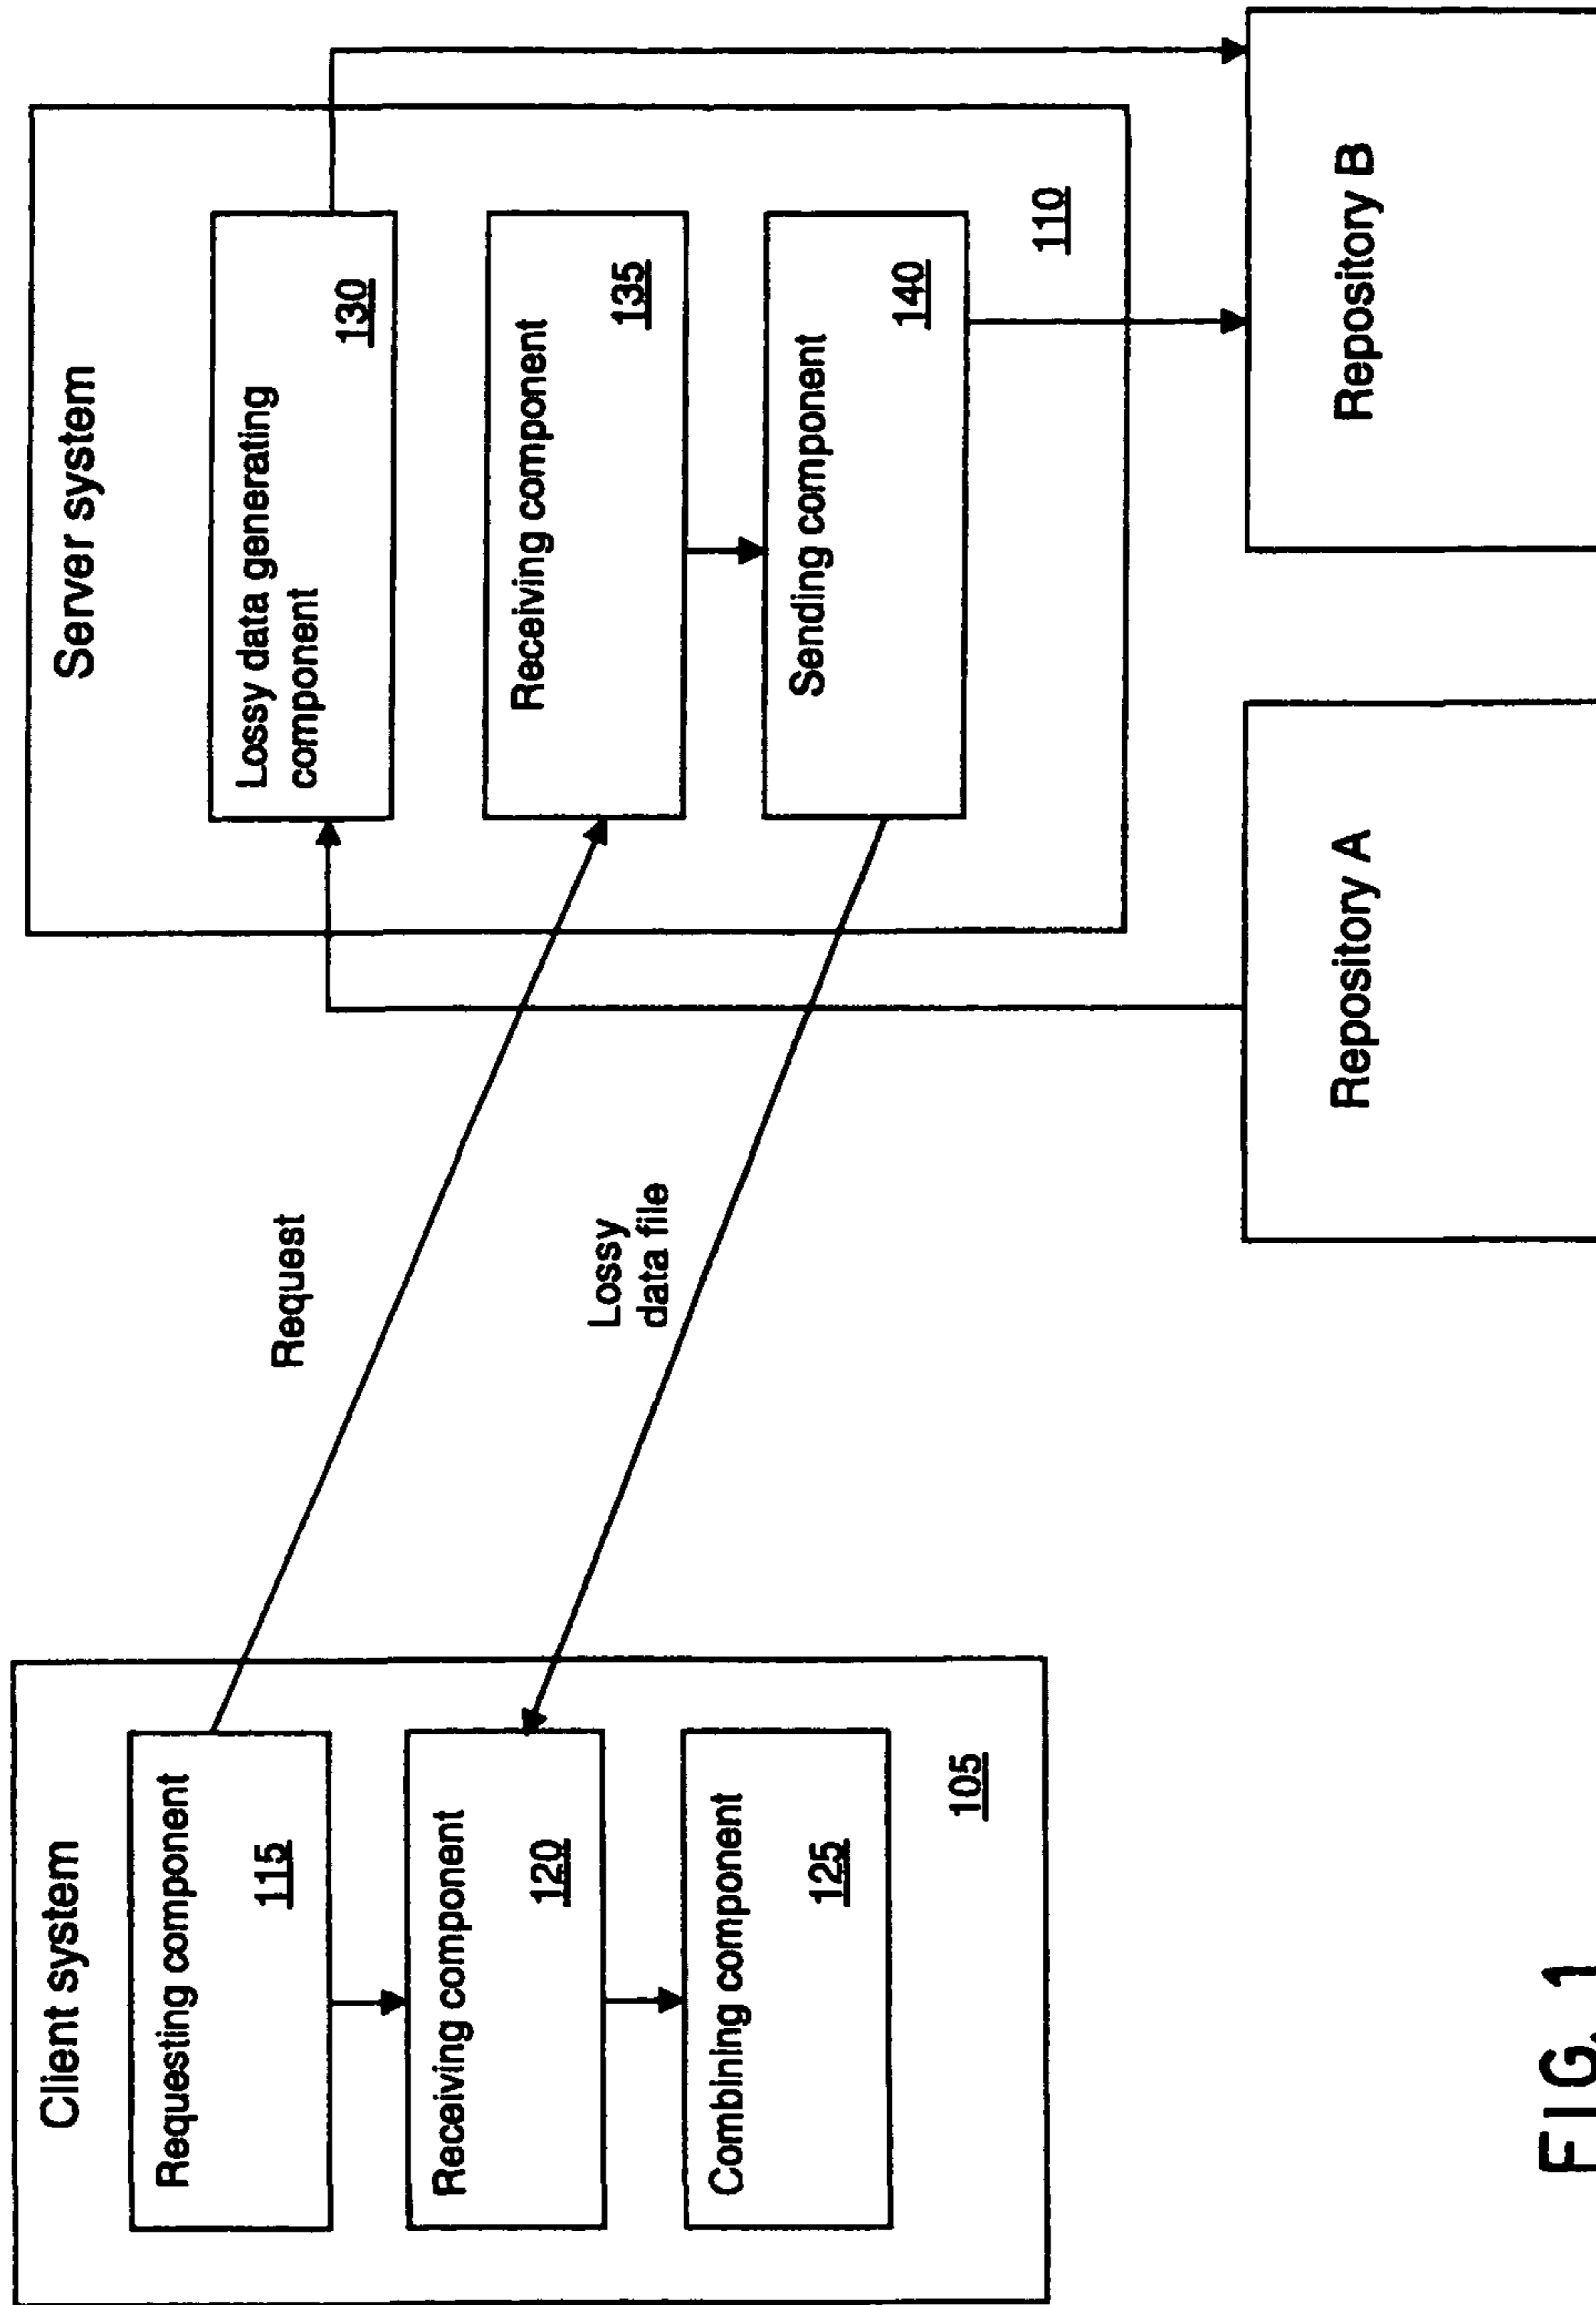 Client system
Requesting component
115
Receiving component
120
Combining component
125
105
Request
Lossy
data file
Server system
Lossy data generating
component
130
Receiving component
135
Sending component
140
110
Repository A
Repository B
FIG. 1